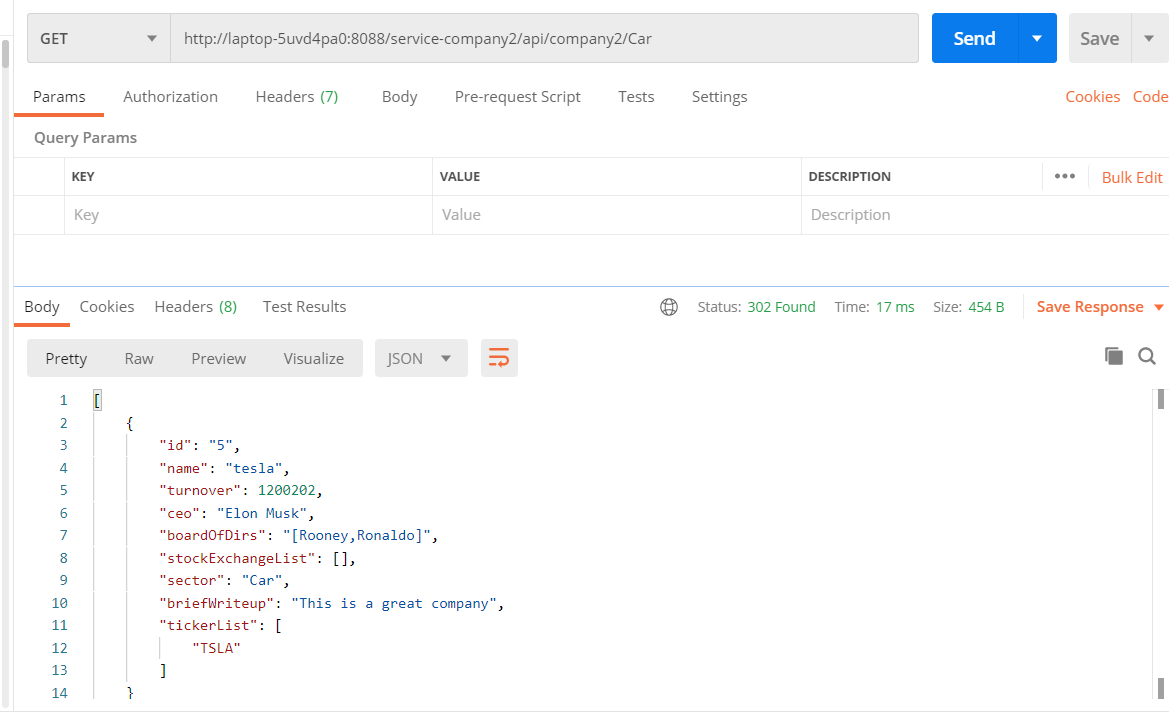 GET http://laptop-5uvd4pa0:8088/service-company2/api/company2/Car Send Save
Params Authorization Headers (7) Body Pre-request Script Tests Settings Cookies Code
Query Params
KEY VALUE DESCRIPTION ••• Bulk Edit
Key Value Description
Body Cookies Headers (8) Test Results Status: 302 Found Time: 17 ms Size: 454 B Save Response
Pretty Raw Preview Visualize JSON
1 [
2 {
3 "id": "5",
4 "name": "tesla",
5 "turnover": 1200202,
6 "ceo": "Elon Musk",
7 "boardOfDirs": "[Rooney,Ronaldo]",
8 "stockExchangeList": [],
9 "sector": "Car",
10 "briefWriteup": "This is a great company",
11 "tickerList": [
12 "TSLA"
13 ]
14 }